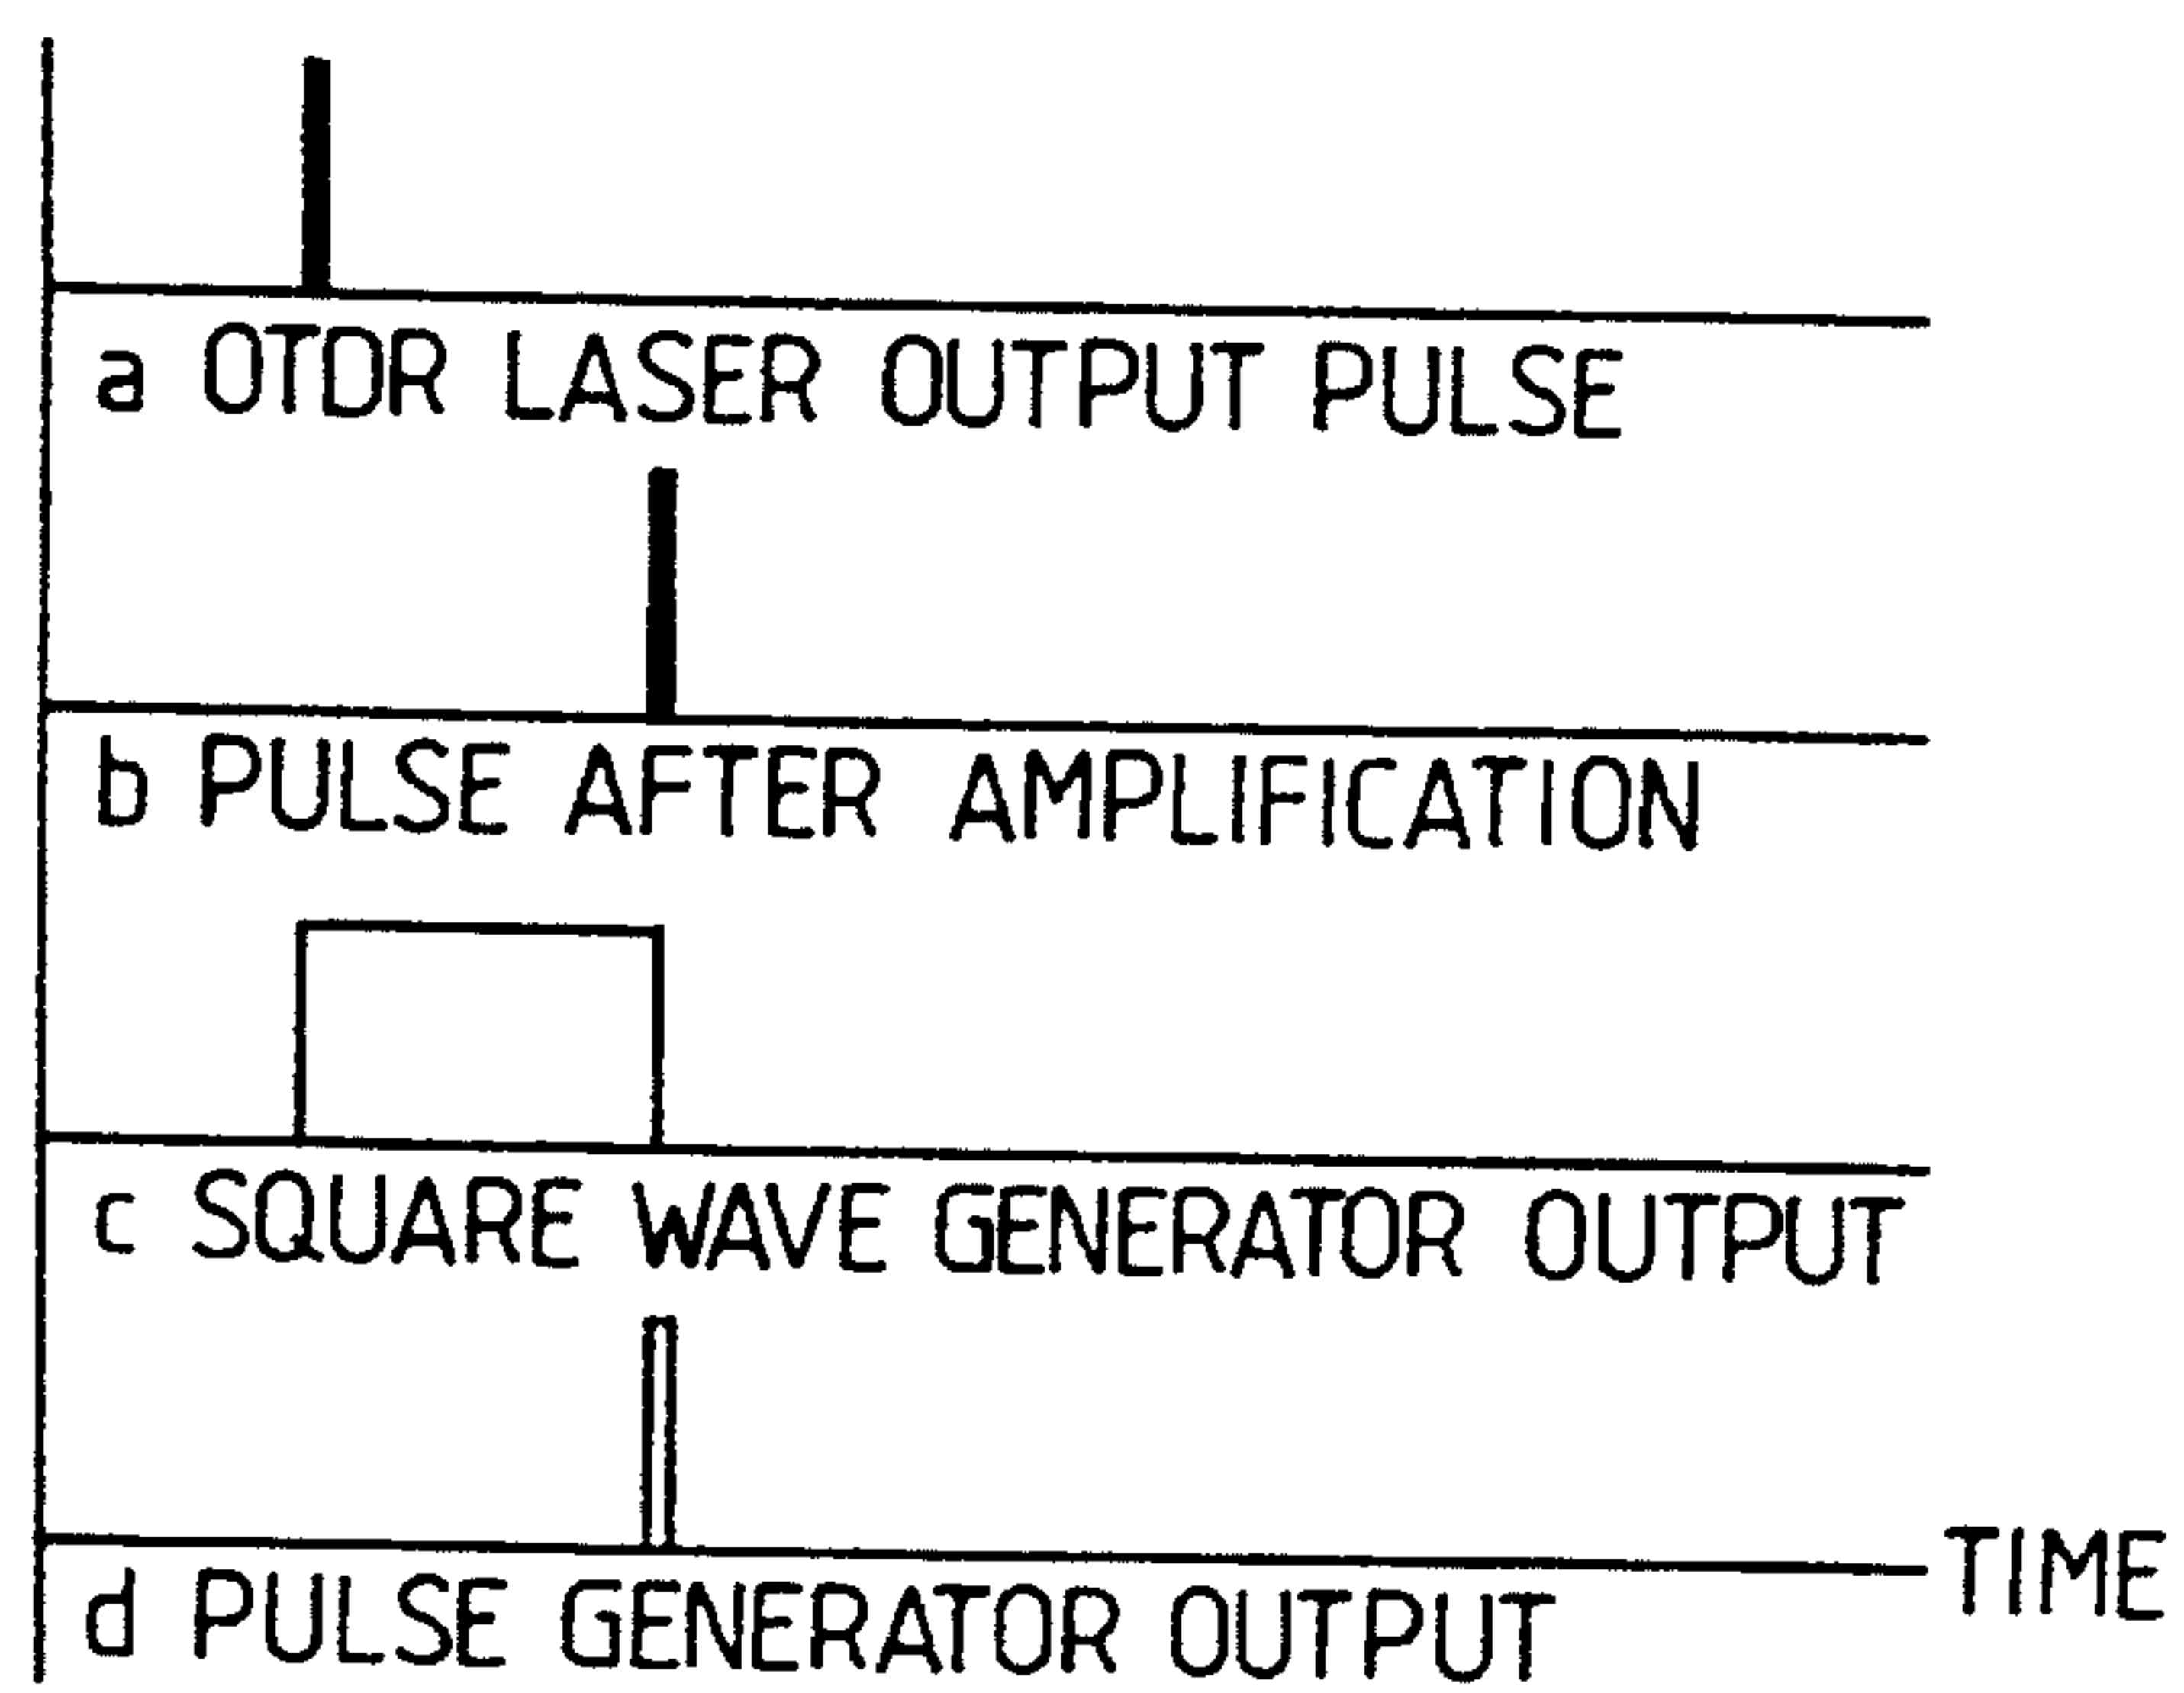 a OTDR LASER OUTPUT PULSE
b PULSE AFTER AMPLIFICATION
c SQUARE WAVE GENERATOR OUTPUT
TIME
d PULSE GENERATOR OUTPUT